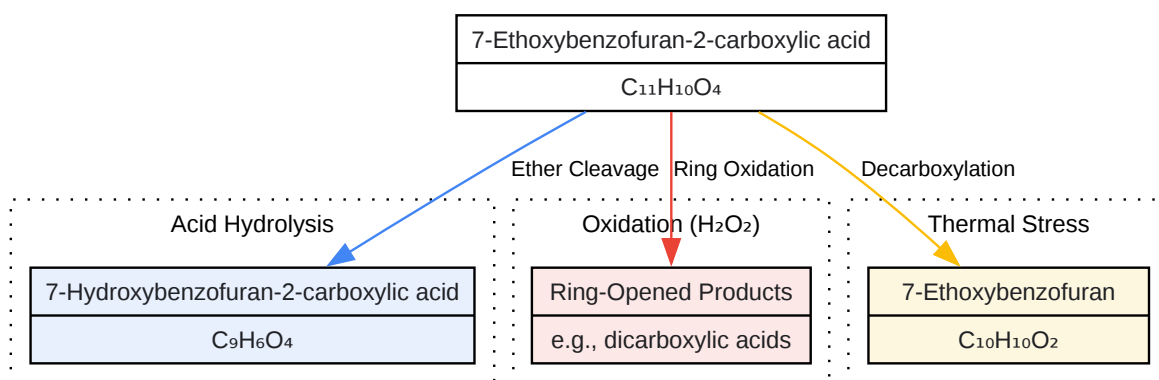 7-Ethoxybenzofuran-2-carboxylic acid
C₁₁H₁₀O₄
Ether Cleavage
Ring Oxidation
Decarboxylation
Acid Hydrolysis
Oxidation (H₂O₂)
Thermal Stress
7-Hydroxybenzofuran-2-carboxylic acid
C₉H₆O₄
Ring-Opened Products
e.g., dicarboxylic acids
7-Ethoxybenzofuran
C₁₀H₁₀O₂